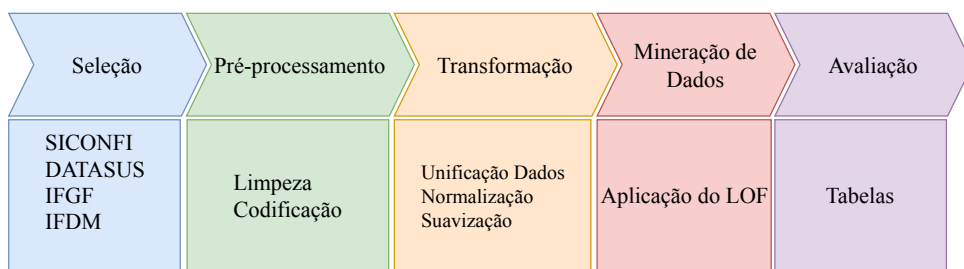 Seleção
Pré-processamento
Transformação
Mineração de
Dados
Avaliação
SICONFI
DATASUS
IFGF
IFDM
Limpeza
Codificação
Unificação Dados
Normalização
Suavização
Aplicação do LOF
Tabelas